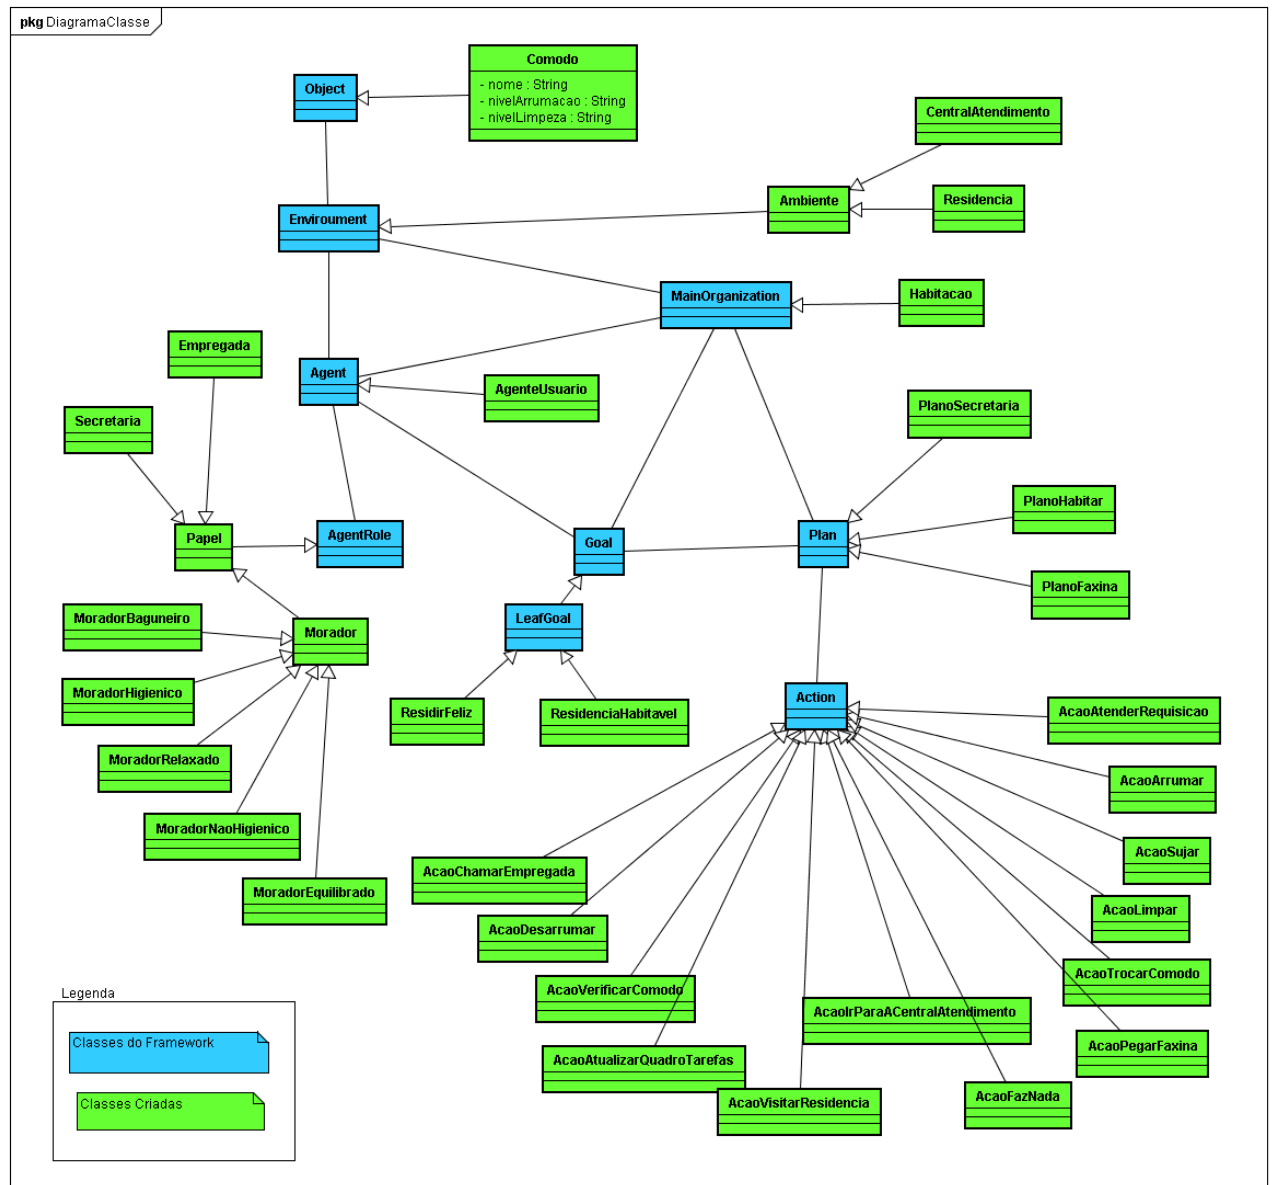 pkg DiagramaClasse
Comodo
- nome : String
- nivelArrumacao : String
- nivelLimpeza : String
Object
CentralAtendimento
Ambiente
Residencia
Enviroument
MainOrganization
Habitacao
Empregada
Agent
AgenteUsuario
PlanoSecretaria
Secretaria
PlanoHabitar
Papel
AgentRole
Goal
Plan
PlanoFaxina
MoradorBaguneiro
Morador
LeafGoal
MoradorHigienico
ResidirFeliz
ResidenciaHabitavel
Action
AcaoAtenderRequisicao
MoradorRelaxado
AcaoArrumar
MoradorNaoHigienico
AcaoSujar
AcaoChamarEmpregada
MoradorEquilibrado
AcaoLimpar
AcaoDesarrumar
AcaoTrocarComodo
AcaoVerificarComodo
AcaoIrParaACentralAtendimento
AcaoPegarFaxina
AcaoAtualizarQuadroTarefas
AcaoVisitarResidencia
AcaoFazNada
Legenda
Classes do Framework
Classes Criadas